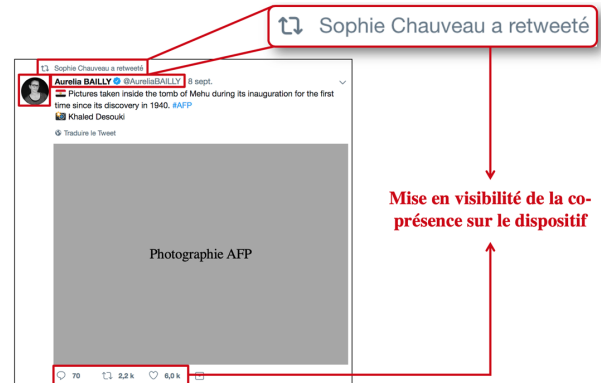 Sophie Chauveau a retweeté
Sophie Chauveau a retweeté
Aurelia BAILLY @AureliaBAILLY 8 sept.
Pictures taken inside the tomb of Mehu during its inauguration for the first
time since its discovery in 1940. #AFP
Khaled Desouki
Traduire le Tweet
Mise en visibilité de la co-
présence sur le dispositif
Photographie AFP
70 2,2 k 6,0 k